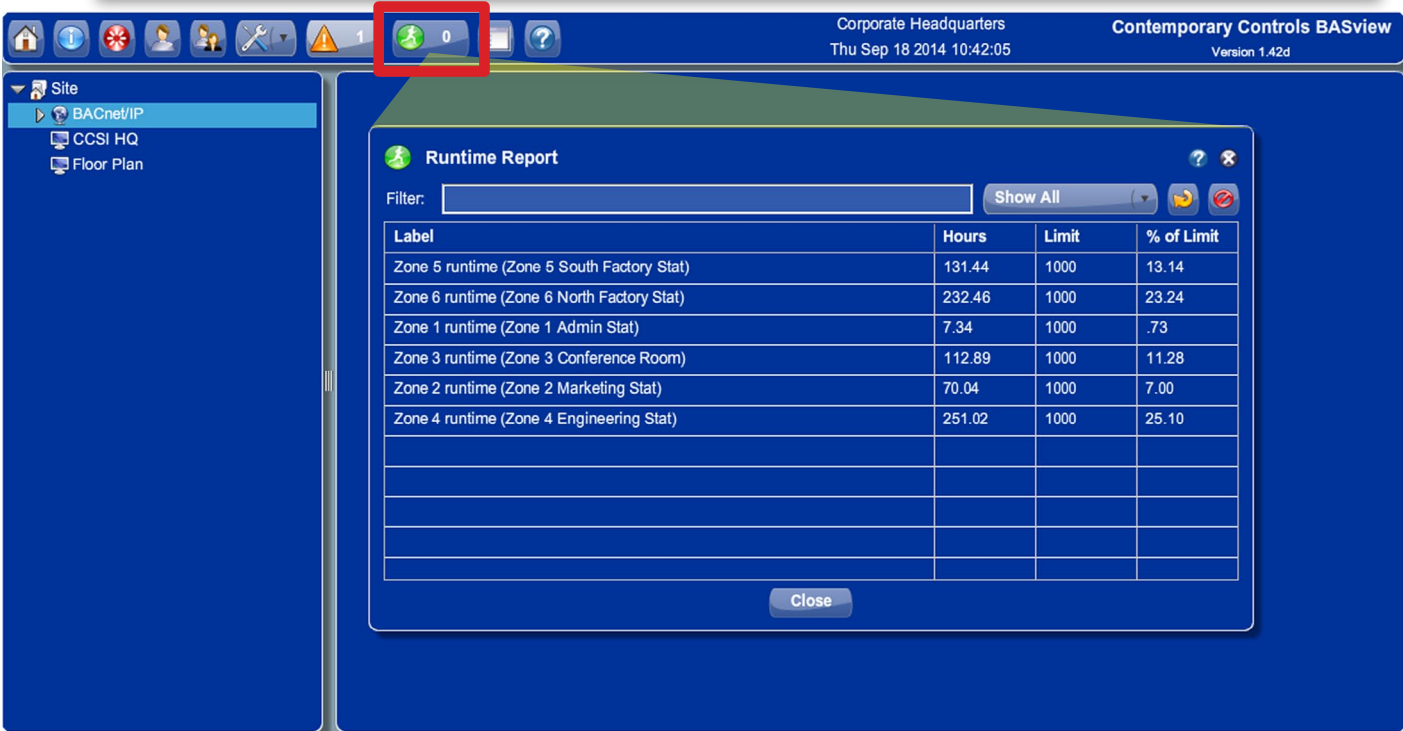 1
0
Corporate Headquarters
Thu Sep 18 2014 10:42:05
Contemporary Controls BASview
Version 1.42d
Site
BACnet/IP
CCSI HQ
Floor Plan
Runtime Report
Filter:
Show All
Label Hours Limit % of Limit
Zone 5 runtime (Zone 5 South Factory Stat) 131.44 1000 13.14
Zone 6 runtime (Zone 6 North Factory Stat) 232.46 1000 23.24
Zone 1 runtime (Zone 1 Admin Stat) 7.34 1000 .73
Zone 3 runtime (Zone 3 Conference Room) 112.89 1000 11.28
Zone 2 runtime (Zone 2 Marketing Stat) 70.04 1000 7.00
Zone 4 runtime (Zone 4 Engineering Stat) 251.02 1000 25.10
Close